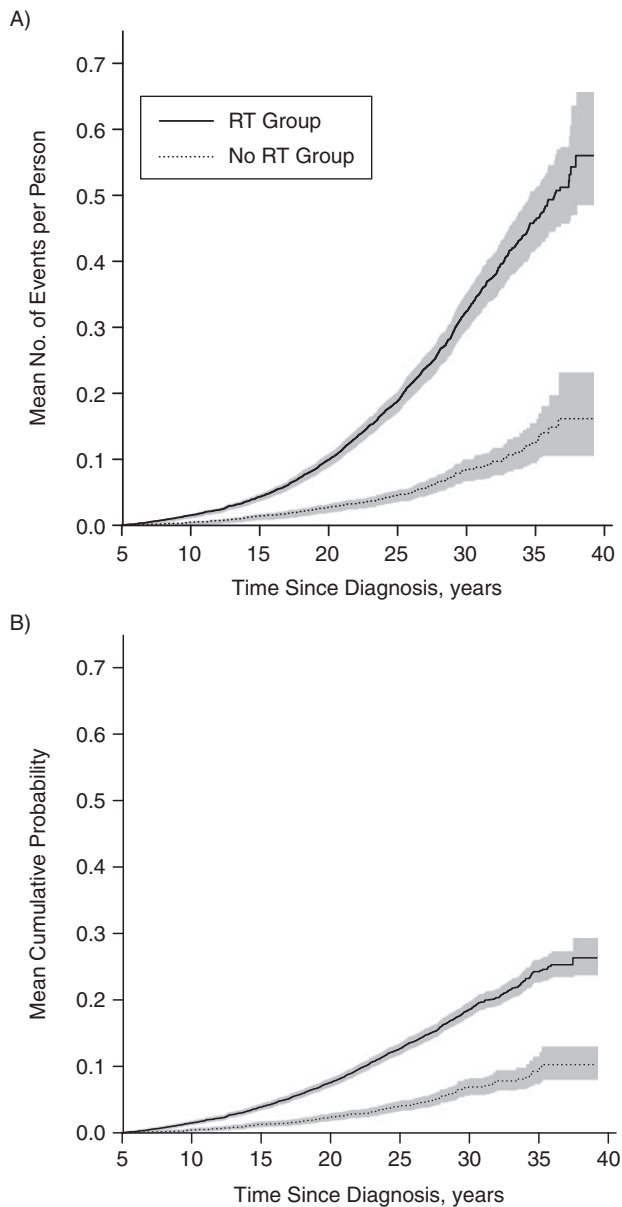 A)
0.7
0.6
0.5
0.4
0.3
0.2
0.1
0.0
Mean No. of Events per Person
RT Group
No RT Group
5 10 15 20 25 30 35 40
Time Since Diagnosis, years
B)
0.7
0.6
0.5
0.4
0.3
0.2
0.1
0.0
Mean Cumulative Probability
5 10 15 20 25 30 35 40
Time Since Diagnosis, years